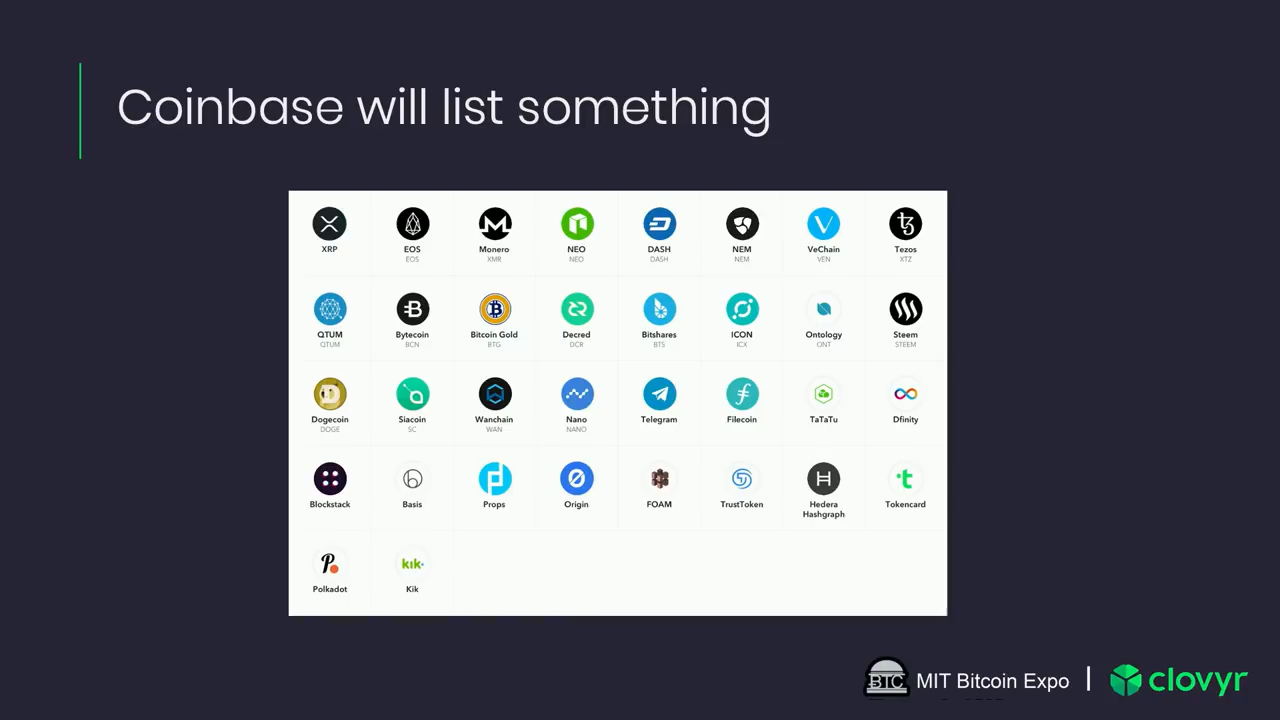 Coinbase will list something
XRP EOS Monero NEO DASH NEM VeChain Tezos
EOS XMR NEO DASH NEM VEN XTZ
QTUM Bytecoin Bitcoin Gold Decred Bitshares ICON Ontology Steem
QTUM BCN BTG DCR BTS ICX ONT STEEM
Dogecoin Siacoin Wanchain Nano Telegram Filecoin TaTaTu Dfinity
DOGE SC WAN NANO
Blockstack Basis Props Origin FOAM TrustToken Hedera Tokencard
Hashgraph
kik
Polkadot Kik
BTC MIT Bitcoin Expo | clovyr